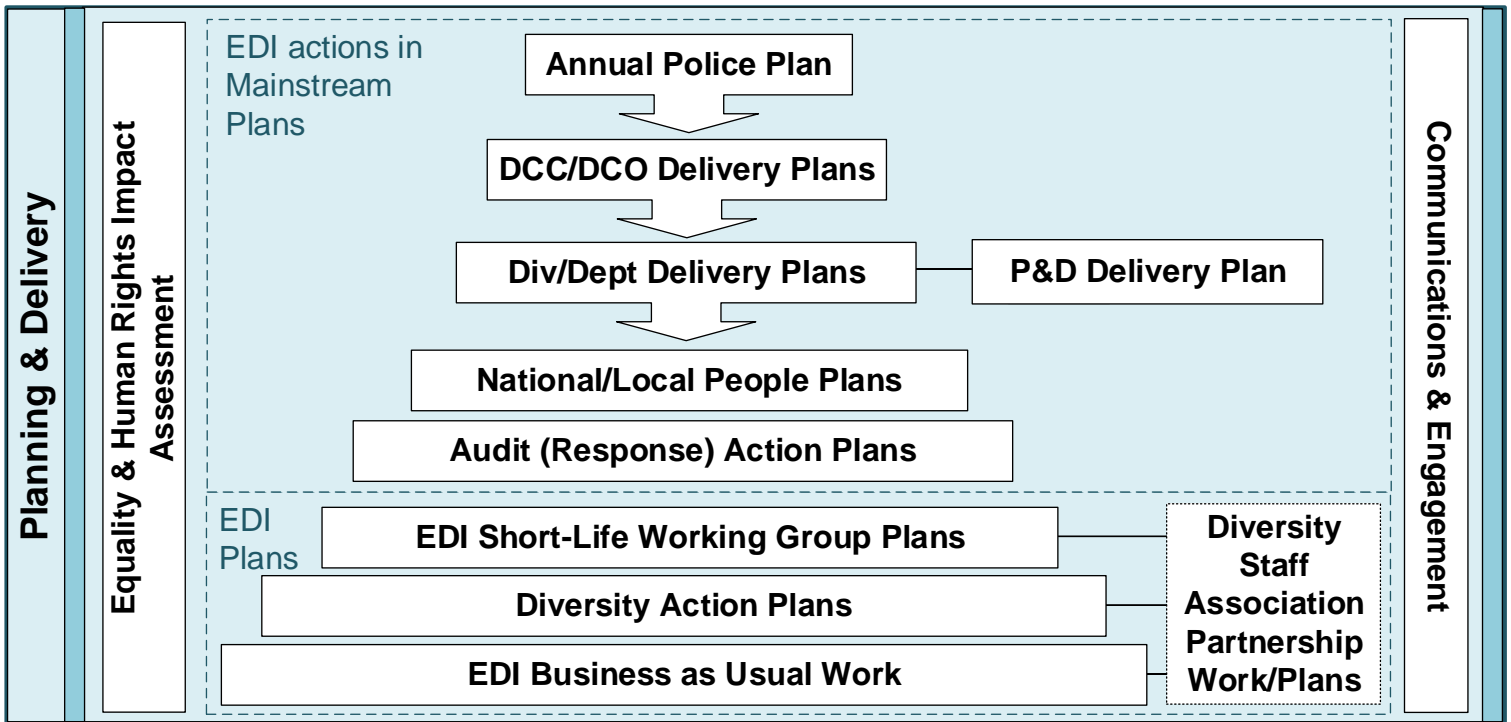 Planning & Delivery
Equality & Human Rights Impact
Assessment
EDI actions in
Mainstream
Plans
Annual Police Plan
DCC/DCO Delivery Plans
Div/Dept Delivery Plans
P&D Delivery Plan
National/Local People Plans
Audit (Response) Action Plans
EDI
Plans
EDI Short-Life Working Group Plans
Diversity Action Plans
EDI Business as Usual Work
Diversity
Staff
Association
Partnership
Work/Plans
Communications & Engagement